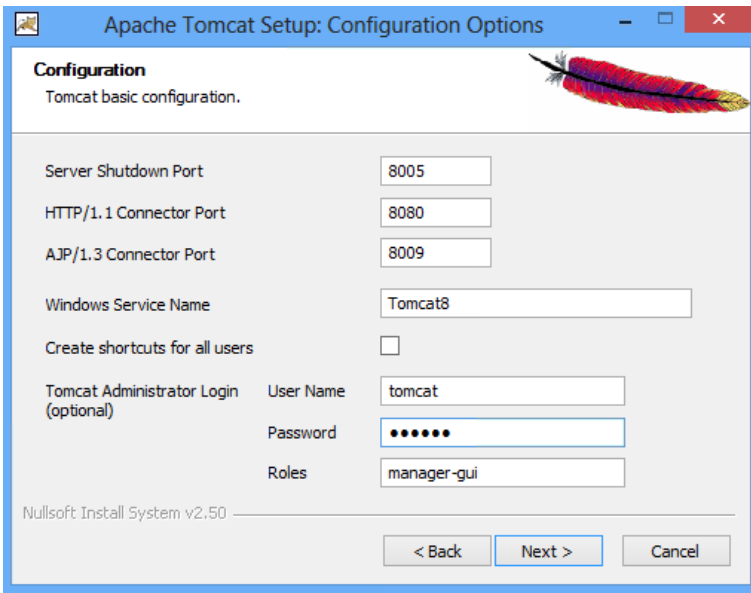 Apache Tomcat Setup: Configuration Options
Configuration
Tomcat basic configuration.
Server Shutdown Port 8005
HTTP/1.1 Connector Port 8080
AJP/1.3 Connector Port 8009
Windows Service Name Tomcat8
Create shortcuts for all users
Tomcat Administrator Login User Name tomcat
(optional)
Password ●●●●●●
Roles manager-gui
Nullsoft Install System v2.50
< Back Next > Cancel